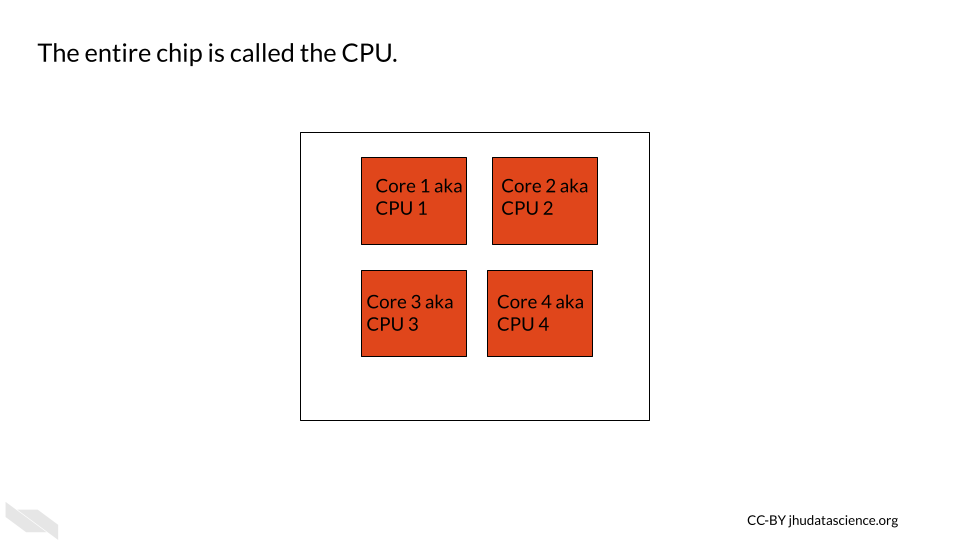 The entire chip is called the CPU.
Core 1 aka
CPU 1
Core 2 aka
CPU 2
Core 3 aka
CPU 3
Core 4 aka
CPU 4
CC-BY jhudatascience.org